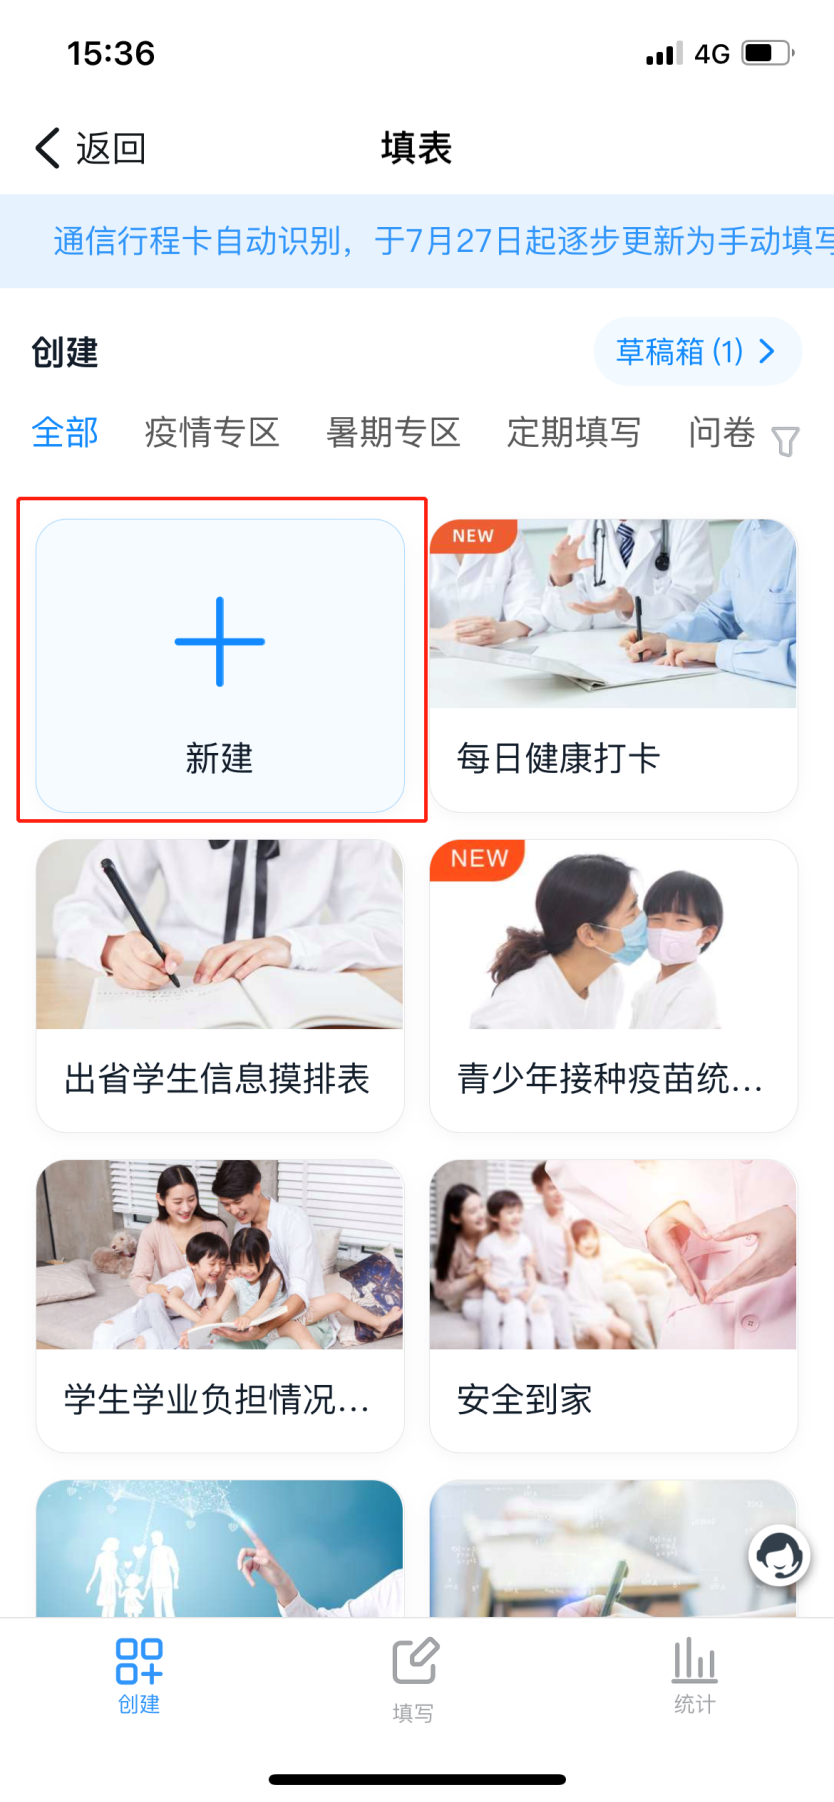 15:36
4G
返回
填表
通信行程卡自动识别，于7月27日起逐步更新为手动填写
创建
草稿箱 (1)
全部 疫情专区 暑期专区 定期填写 问卷
NEW
新建
每日健康打卡
NEW
出省学生信息摸排表
青少年接种疫苗统...
学生学业负担情况...
安全到家
创建
填写
统计